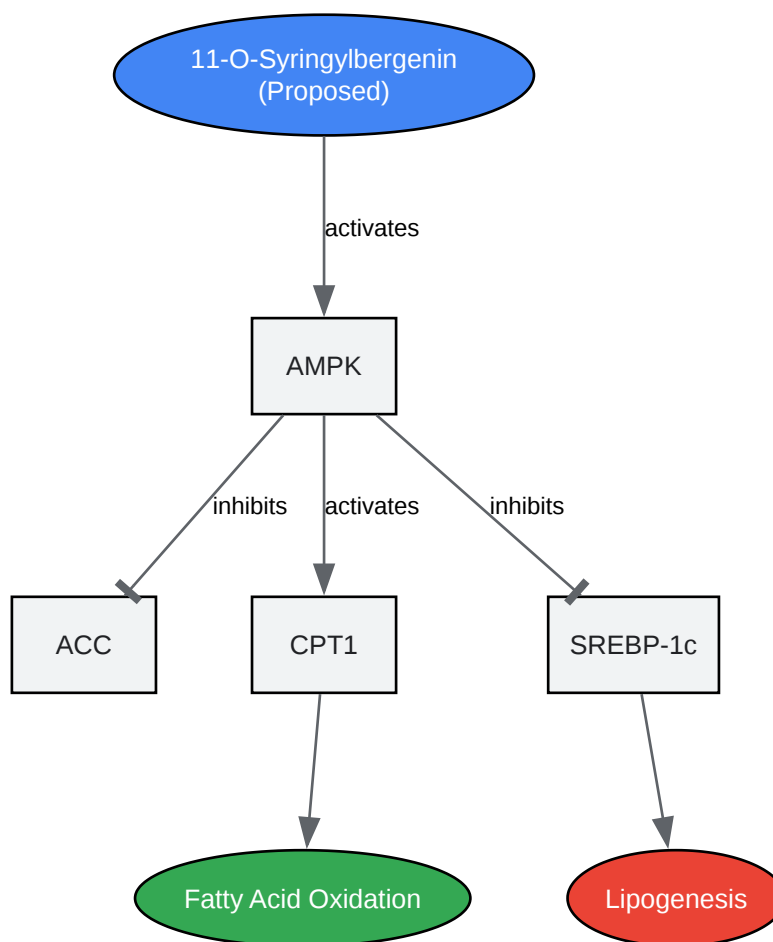 11-O-Syringylbergenin
(Proposed)
activates
AMPK
inhibits
activates
inhibits
ACC
CPT1
SREBP-1c
Fatty Acid Oxidation
Lipogenesis